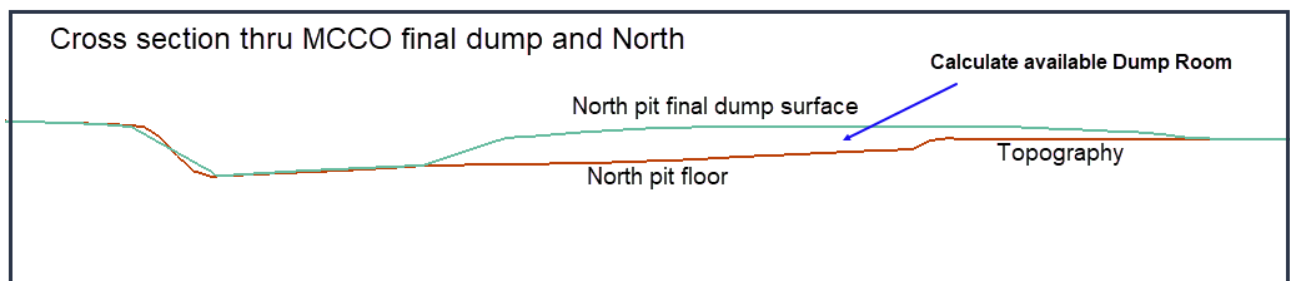 Cross section thru MCCO final dump and North
Calculate available Dump Room
North pit final dump surface
Topography
North pit floor